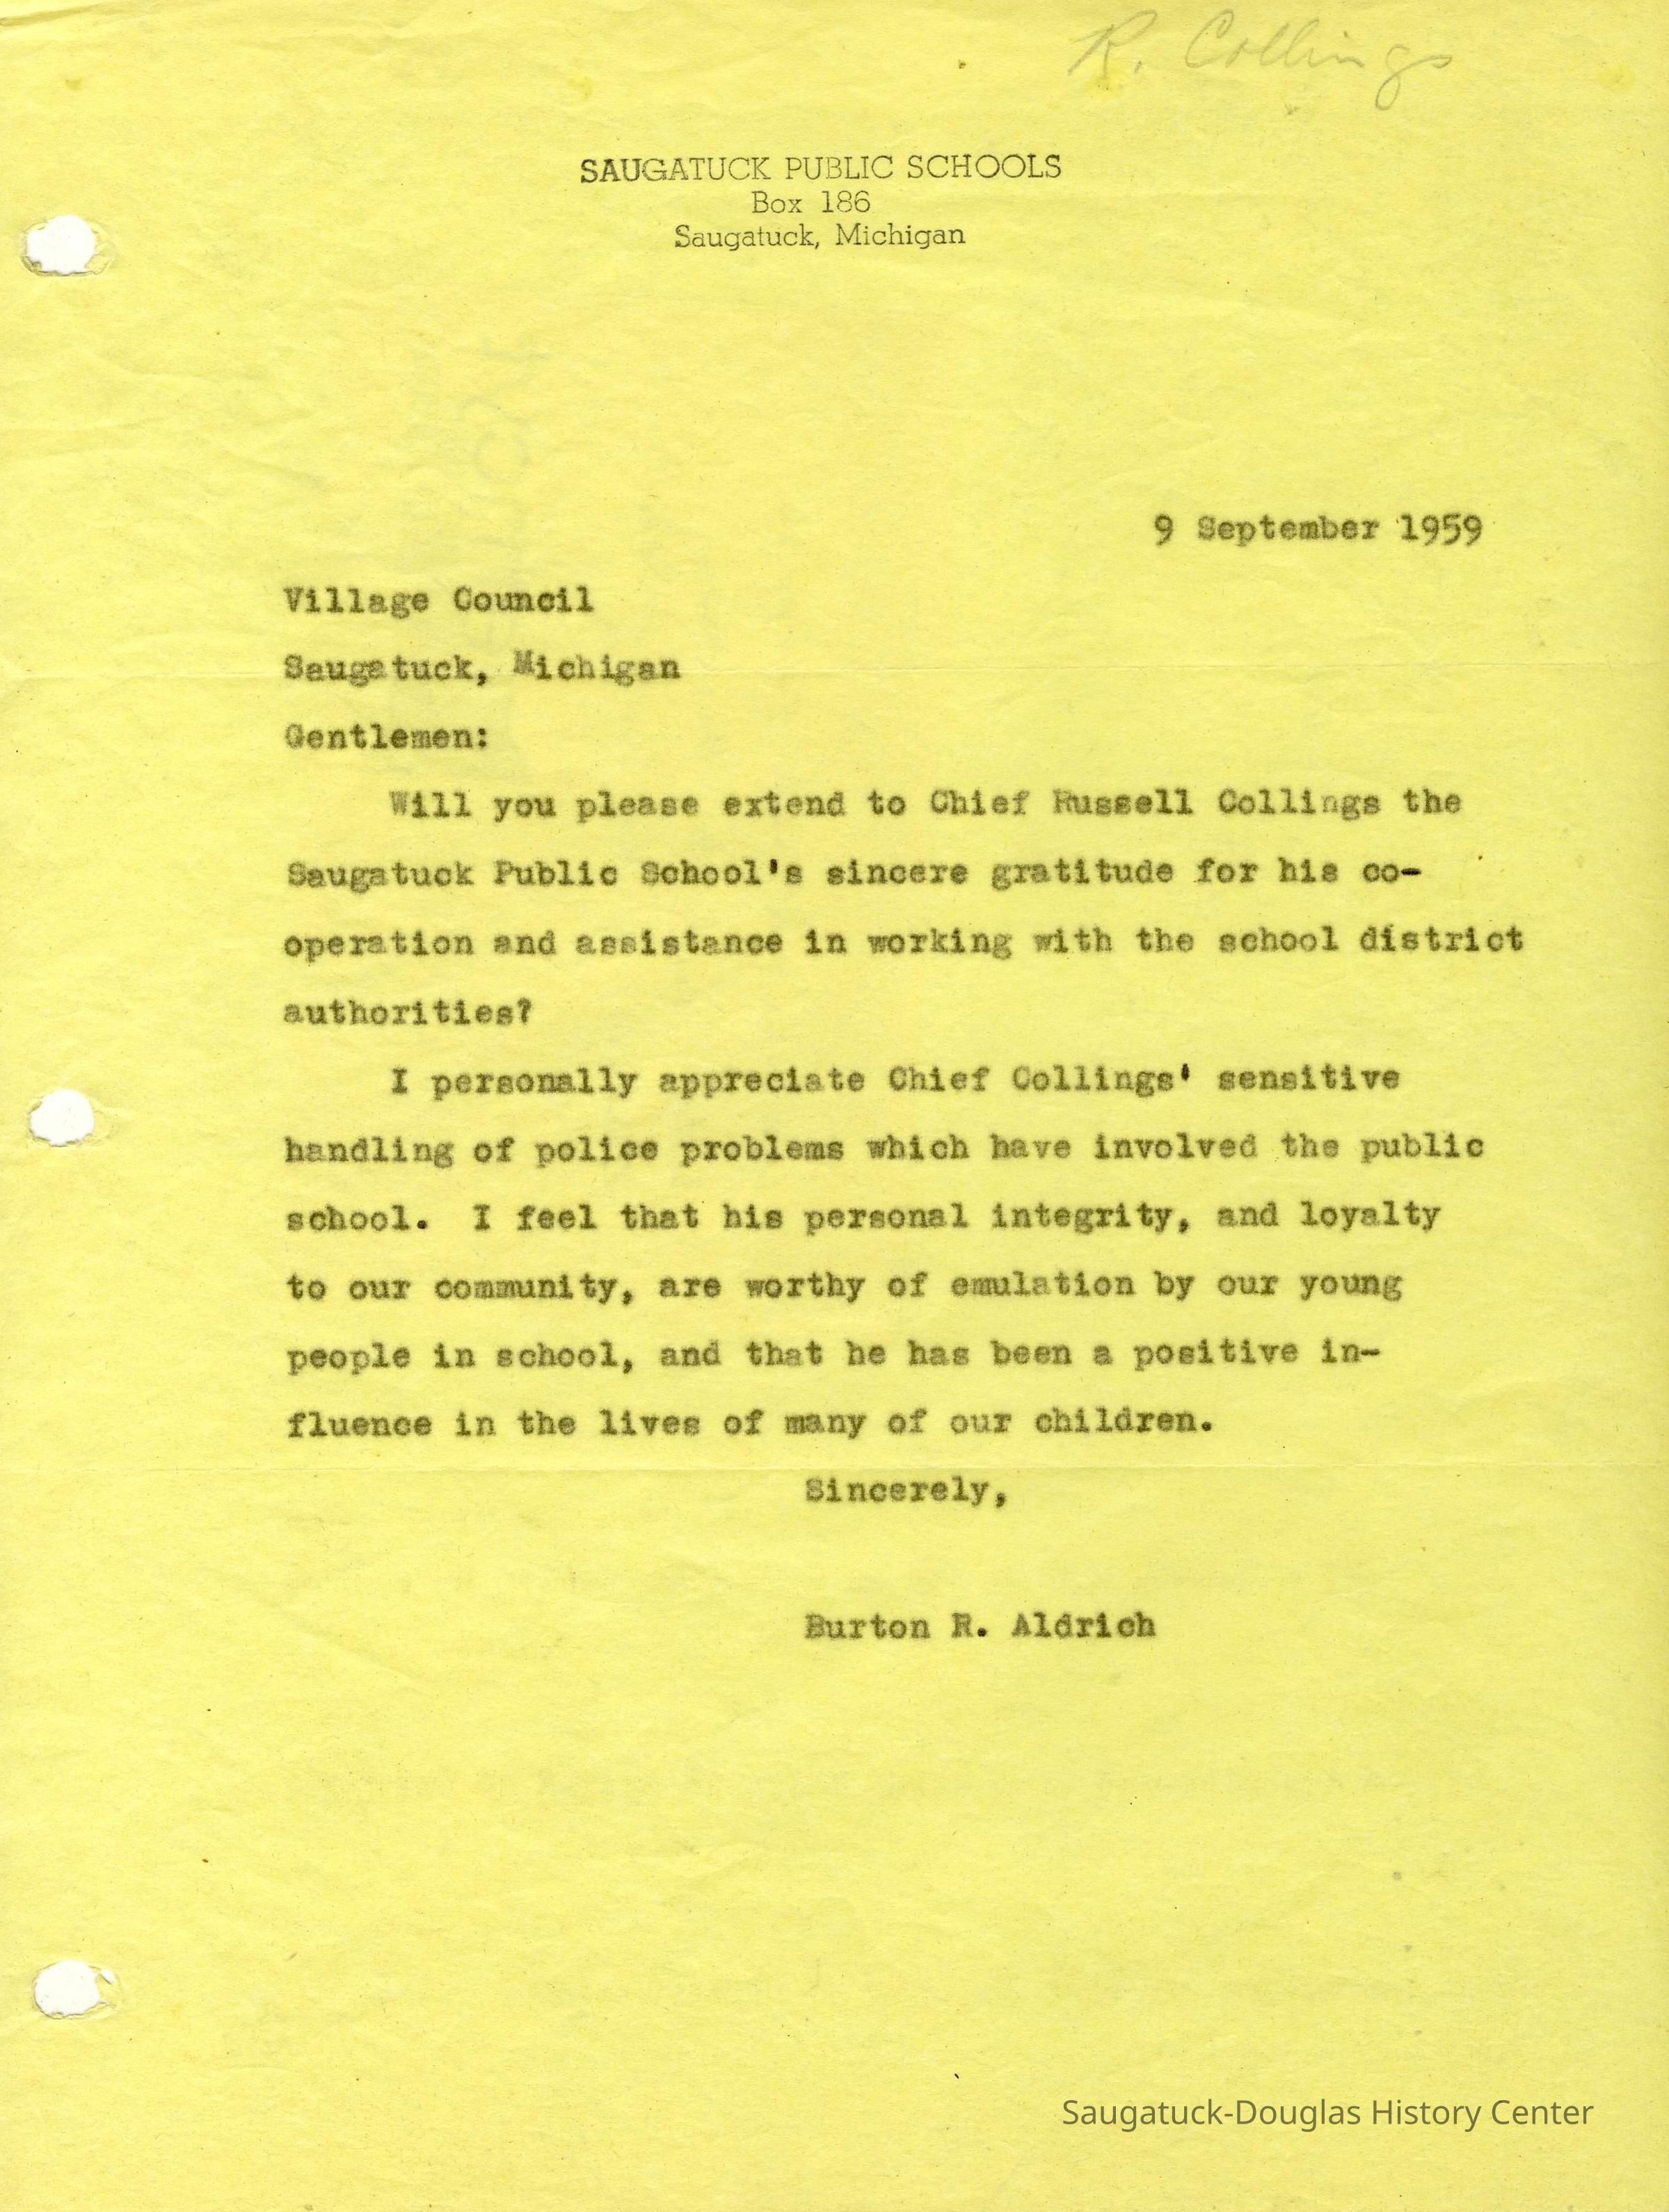 R. Collings
SAUGATUCK PUBLIC SCHOOLS
Box 186
Saugatuck, Michigan
9 September 1959
Village Council
Saugatuck, Michigan
Gentlemen:
Will you please extend to Chief Russell Collings the
Saugatuck Public School's sincere gratitude for his co-
operation and assistance in working with the school district
authorities?
I personally appreciate Chief Collings' sensitive
handling of police problems which have involved the public
school. I feel that his personal integrity, and loyalty
to our community, are worthy of emulation by our young
people in school, and that he has been a positive in-
fluence in the lives of many of our children.
Sincerely,
Burton R. Aldrich
Saugatuck-Douglas History Center